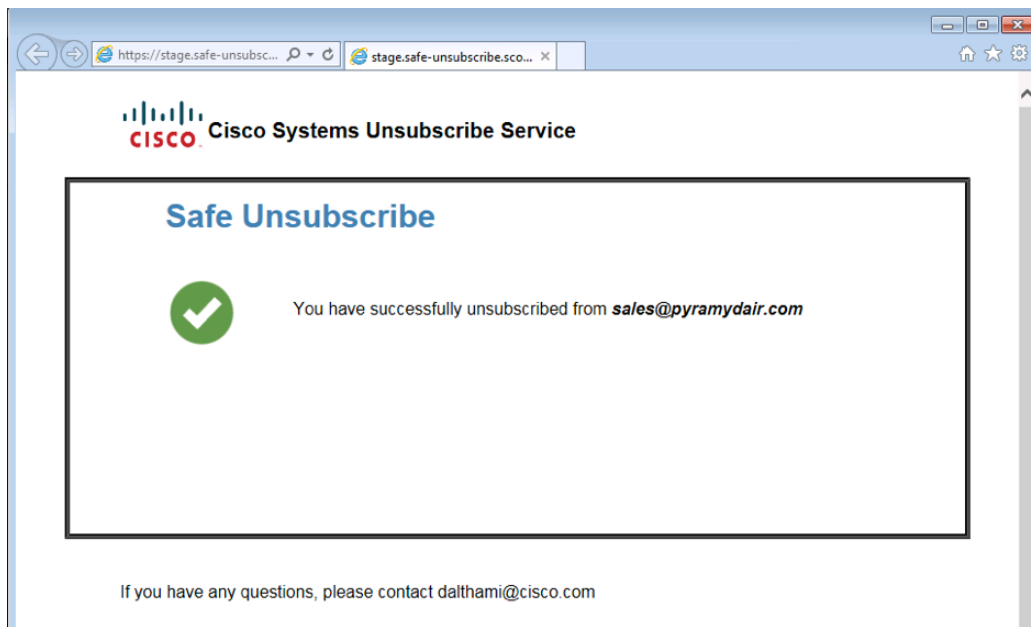 https://stage.safe-unsubsc...
stage.safe-unsubscribe.sco...
CISCO
Cisco Systems Unsubscribe Service
Safe Unsubscribe
You have successfully unsubscribed from sales@pyramydair.com
If you have any questions, please contact dalthami@cisco.com